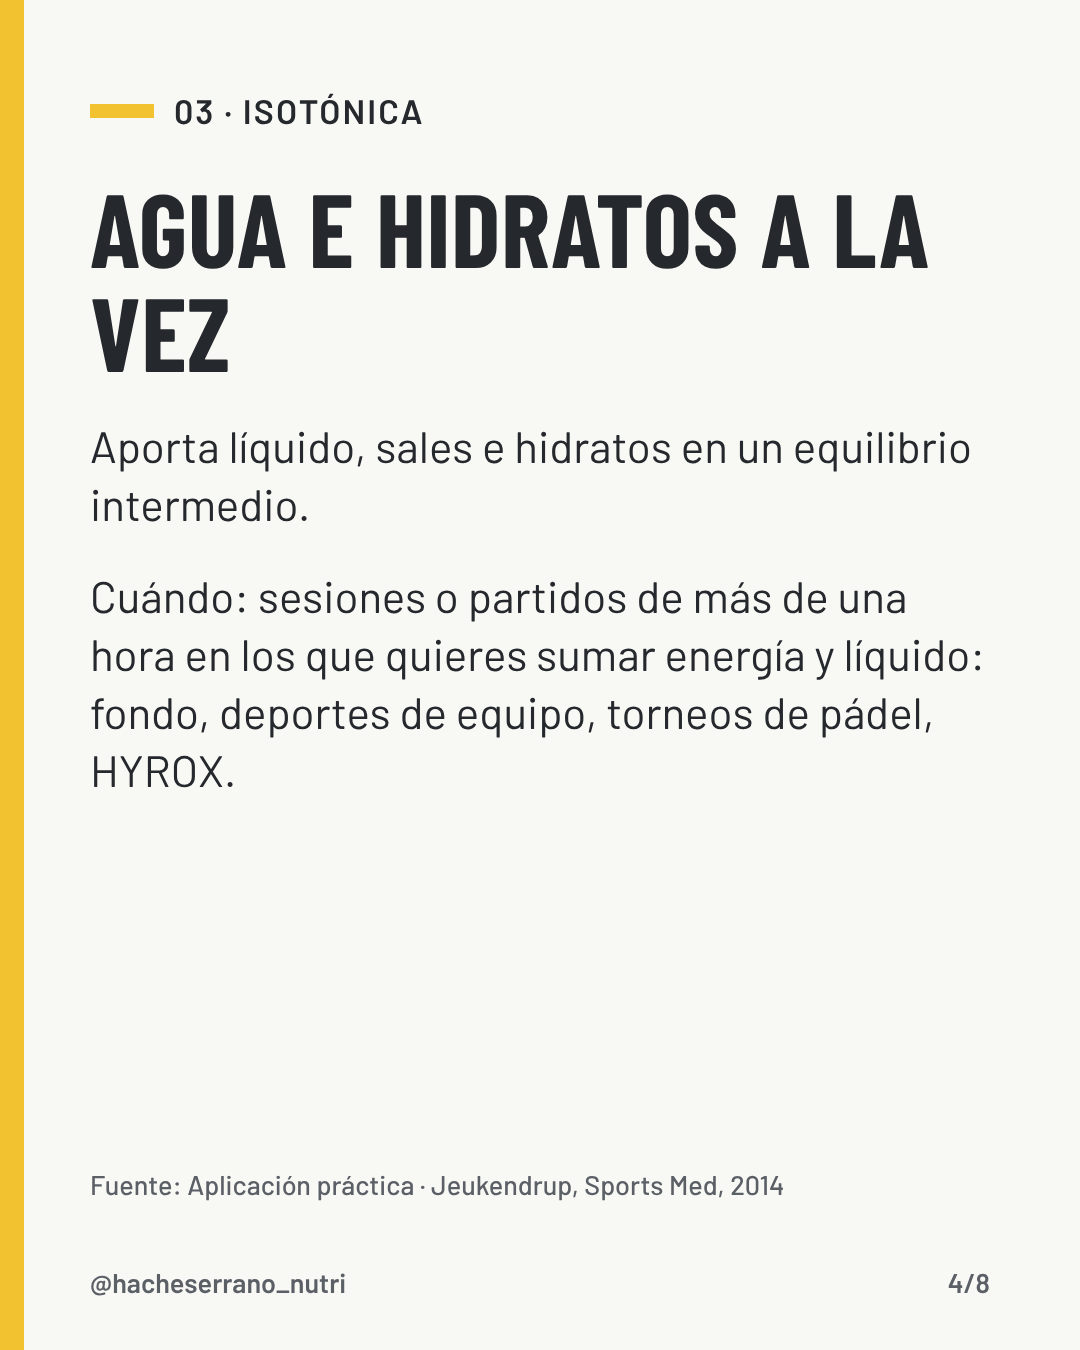 03 · ISOTÓNICA
AGUA E HIDRATOS A LA
VEZ
Aporta líquido, sales e hidratos en un equilibrio
intermedio.
Cuándo: sesiones o partidos de más de una
hora en los que quieres sumar energía y líquido:
fondo, deportes de equipo, torneos de pádel,
HYROX.
Fuente: Aplicación práctica · Jeukendrup, Sports Med, 2014
@hacheserrano_nutri
4/8